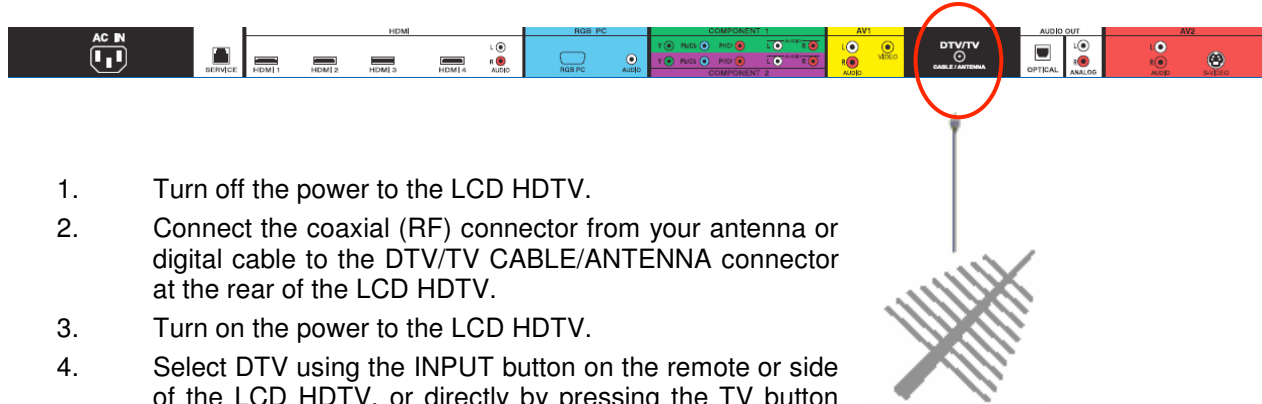 HDMI RGB PC COMPONENT 1 AV1 AUDIO OUT AV2
AC IN
SERVICE HDMI 1 HDMI 2 HDMI 3 HDMI 4 L R AUDIO
RGB PC AUDIO
Y Pb/Cb Pr/Cr L AUDIO R
Y Pb/Cb Pr/Cr L AUDIO R
COMPONENT 2
L R AUDIO VIDEO
DTV/TV
CABLE / ANTENNA
OPTICAL L R ANALOG
L R AUDIO S-VIDEO
1. Turn off the power to the LCD HDTV.
2. Connect the coaxial (RF) connector from your antenna or
digital cable to the DTV/TV CABLE/ANTENNA connector
at the rear of the LCD HDTV.
3. Turn on the power to the LCD HDTV.
4. Select DTV using the INPUT button on the remote or side
of the LCD HDTV, or directly by pressing the TV button